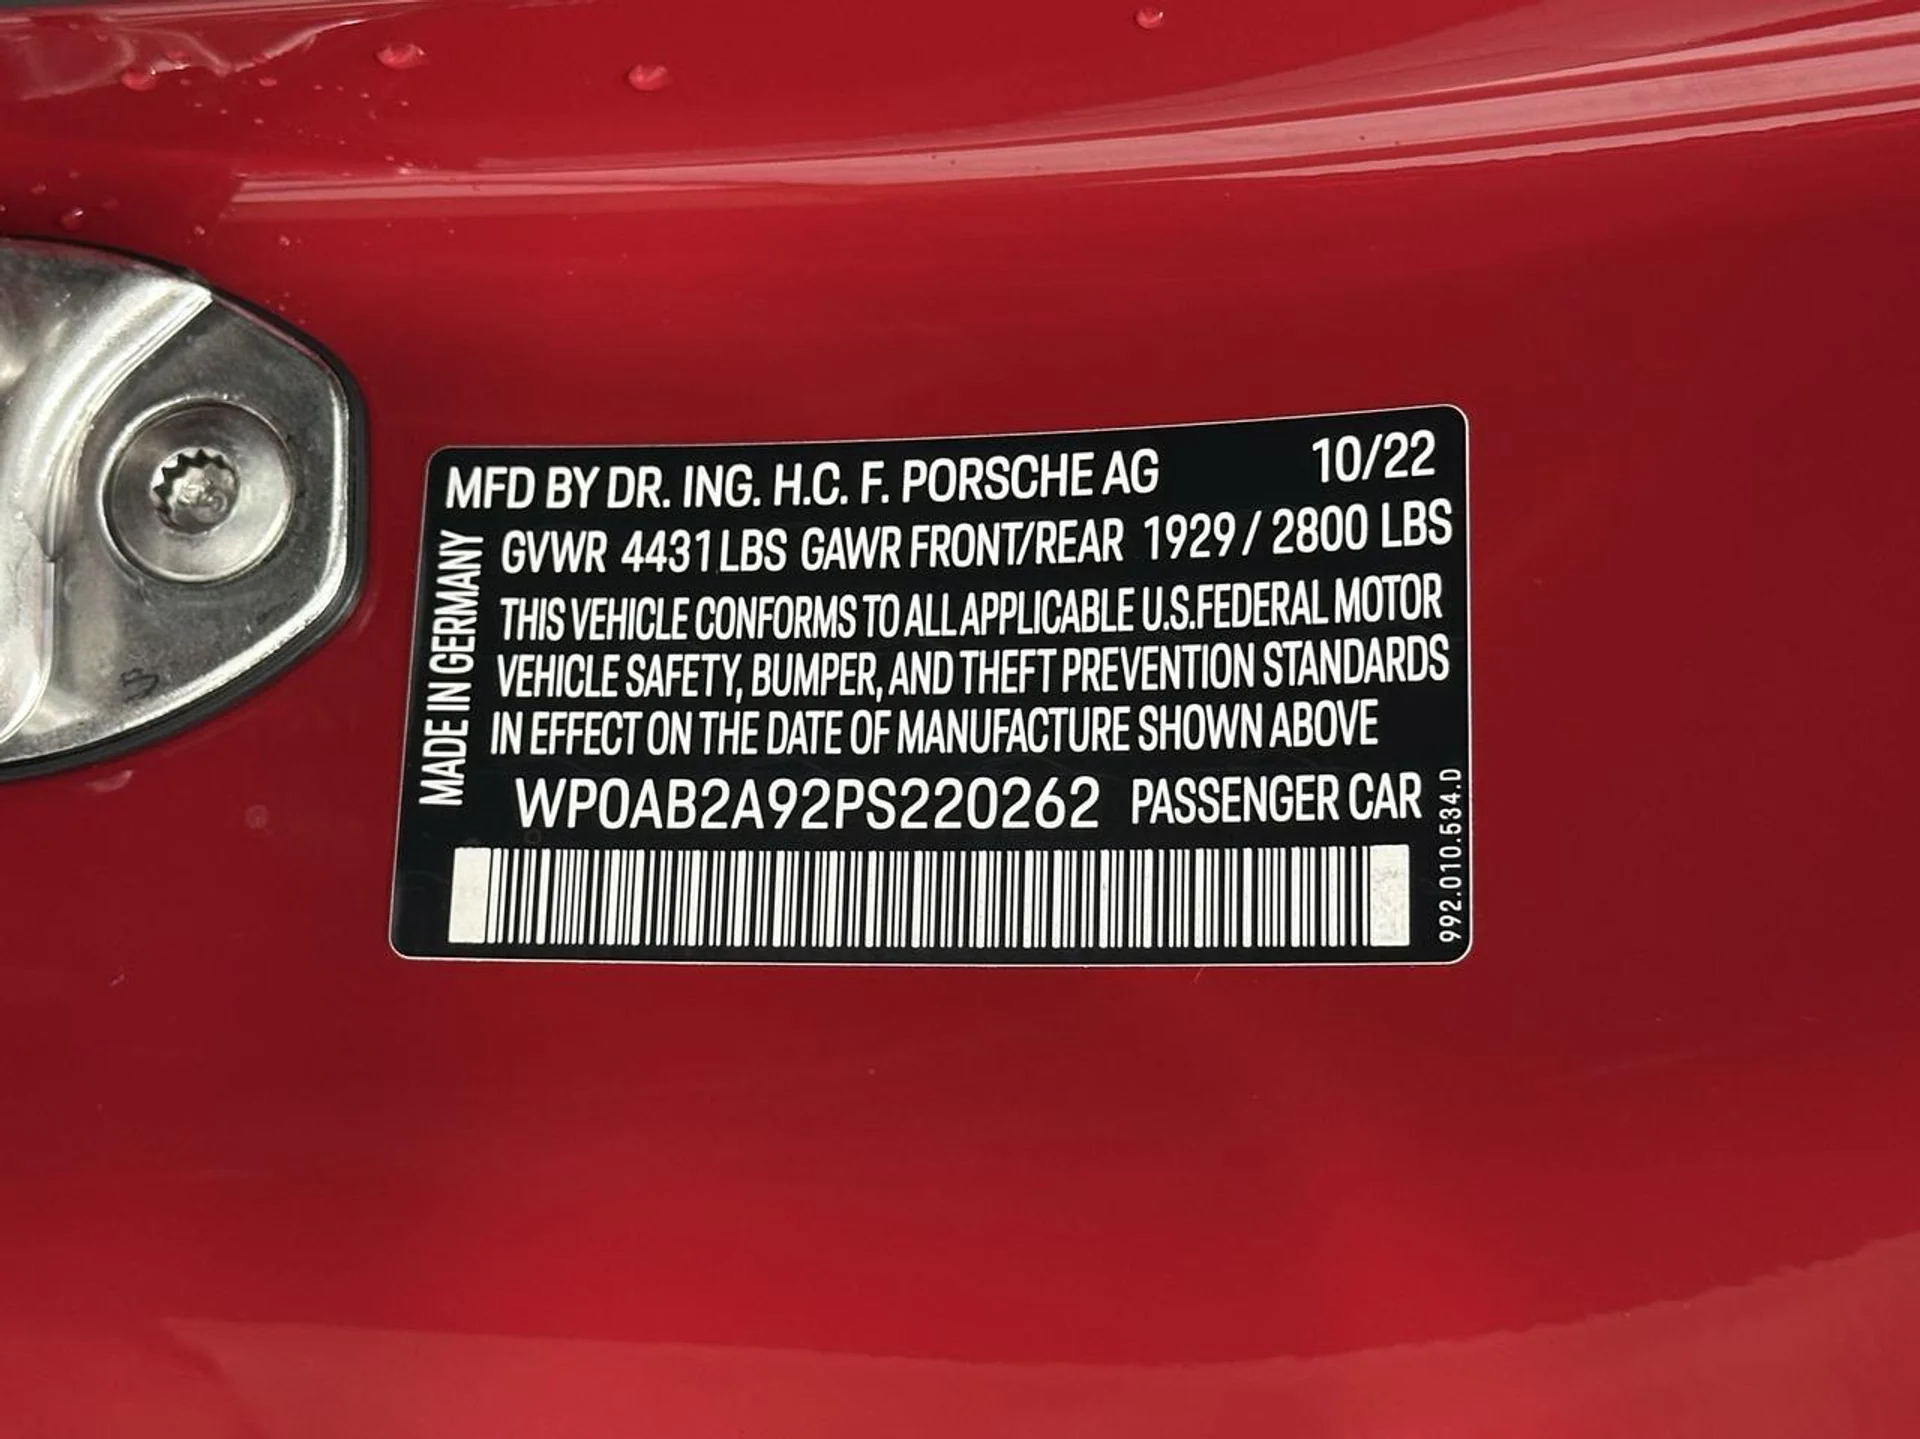 MFD BY DR. ING. H.C. F. PORSCHE AG 10/22
GVWR 4431 LBS GAWR FRONT/REAR 1929 / 2800 LBS
THIS VEHICLE CONFORMS TO ALL APPLICABLE U.S.FEDERAL MOTOR
VEHICLE SAFETY, BUMPER, AND THEFT PREVENTION STANDARDS
IN EFFECT ON THE DATE OF MANUFACTURE SHOWN ABOVE
WP0AB2A92PS220262 PASSENGER CAR
MADE IN GERMANY
992.010.534.D